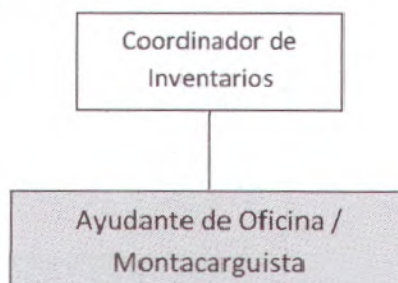 Coordinador de
Inventarios
Ayudante de Oficina /
Montacarguista